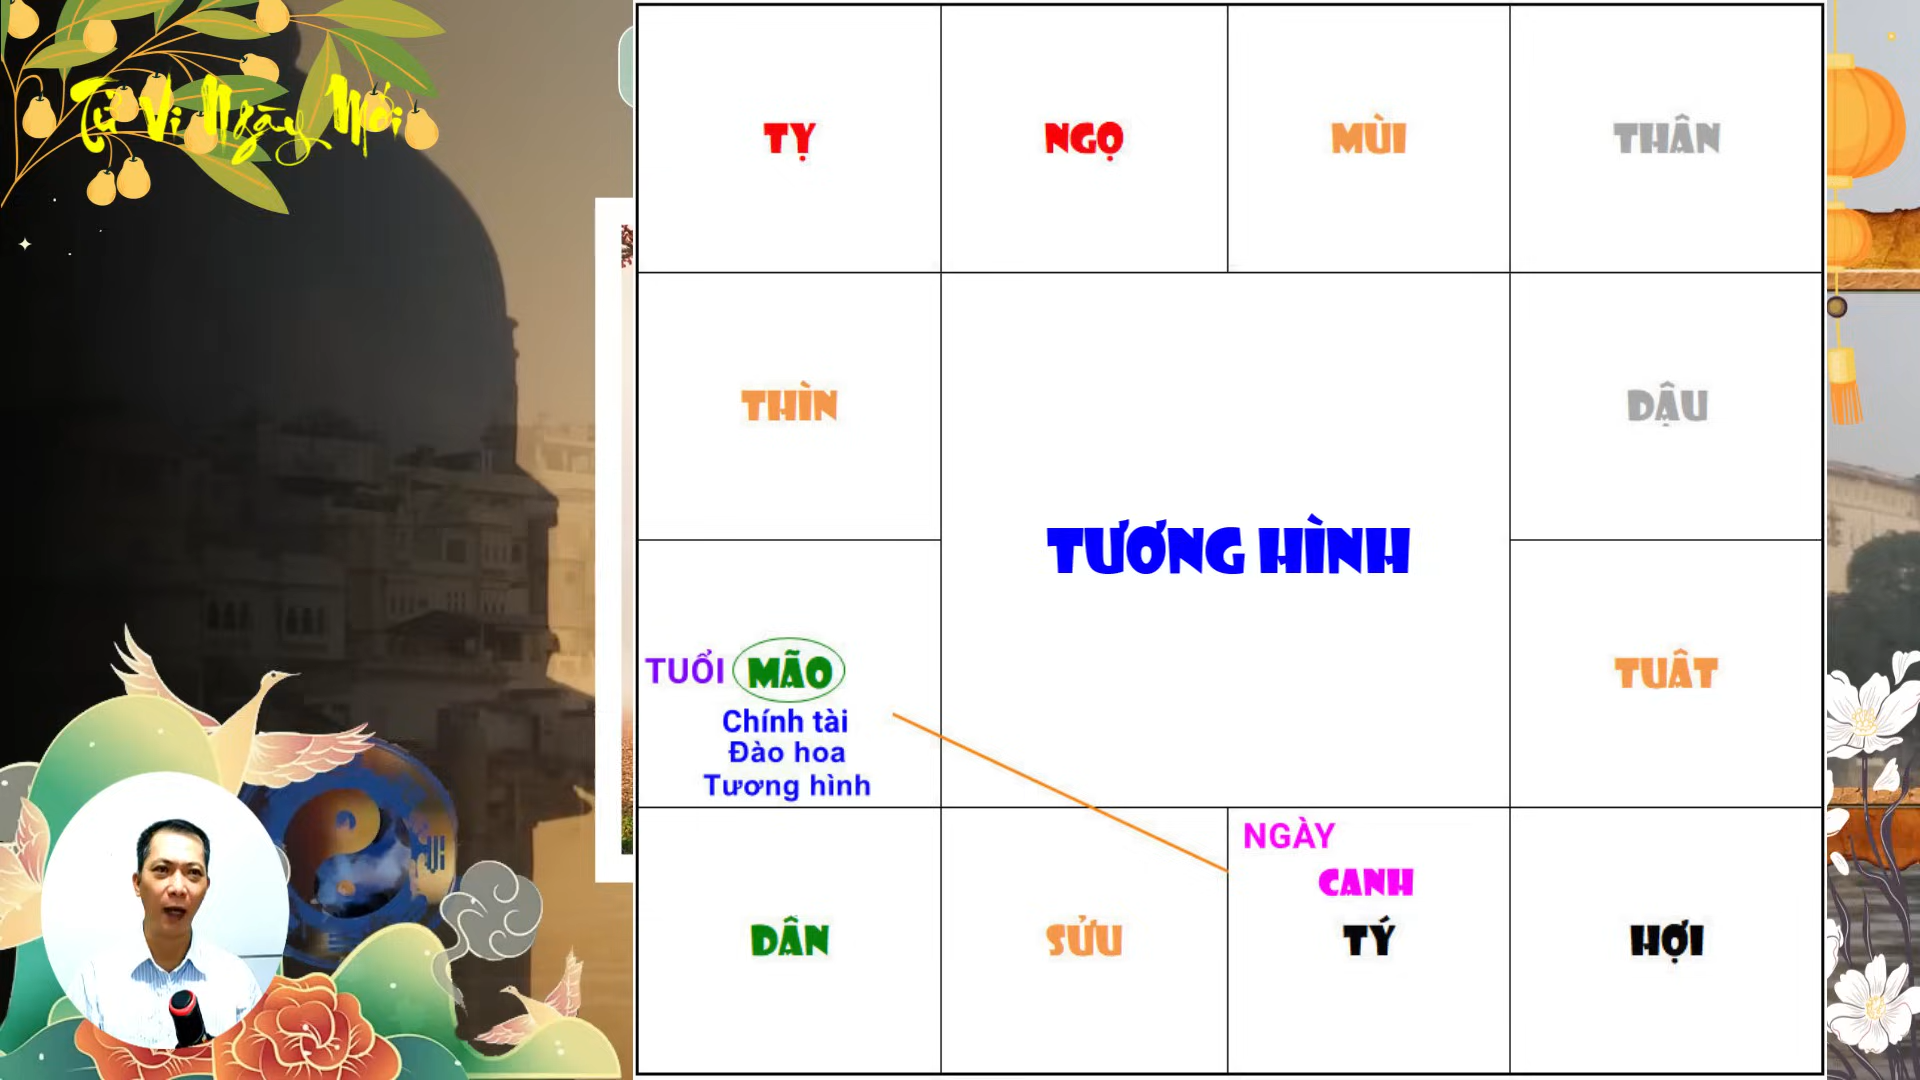 Tử Vi Ngày Mới
TỴ
NGỌ
MÙI
THÂN
THÌN
DẬU
TƯƠNG HÌNH
TUỔI MÃO
Chính tài
Đào hoa
Tương hình
TUẤT
NGÀY
CANH
TÝ
DẦN
SỬU
HỢI